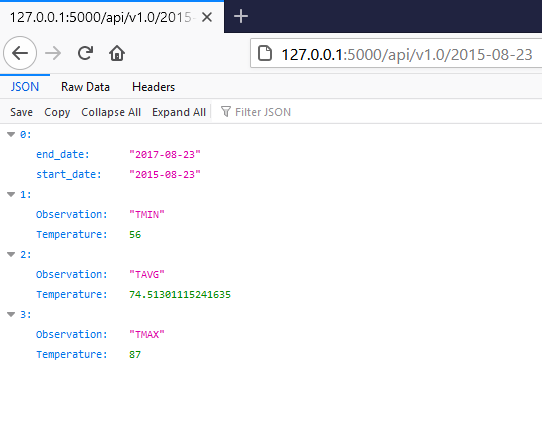 127.0.0.1:5000/api/v1.0/2015-
127.0.0.1:5000/api/v1.0/2015-08-23
JSON Raw Data Headers
Save Copy Collapse All Expand All Filter JSON
0:
end_date: "2017-08-23"
start_date: "2015-08-23"
1:
Observation: "TMIN"
Temperature: 56
2:
Observation: "TAVG"
Temperature: 74.51301115241635
3:
Observation: "TMAX"
Temperature: 87